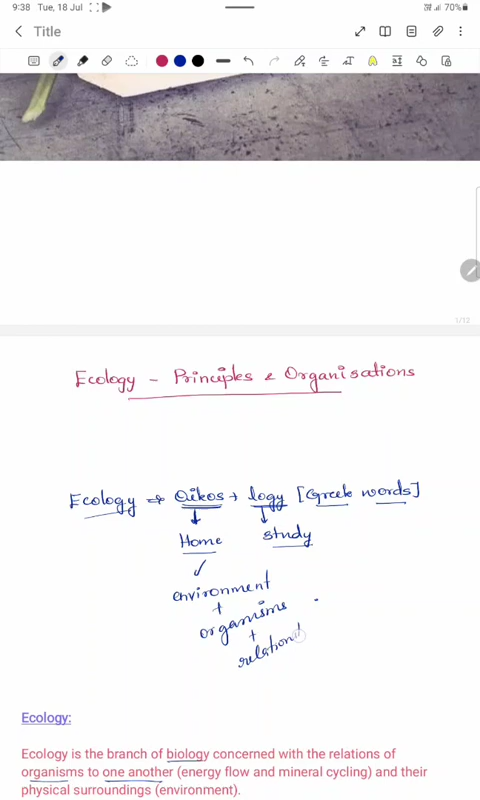 9:38 Tue, 18 Jul 70%
Title
1/12
Ecology - Principles & Organisations
Ecology ⇒ Oikos + logy [Greek words]
↓ ↓
Home study
✓
environment
+
organisms
+
relation
Ecology:
Ecology is the branch of biology concerned with the relations of
organisms to one another (energy flow and mineral cycling) and their
physical surroundings (environment).